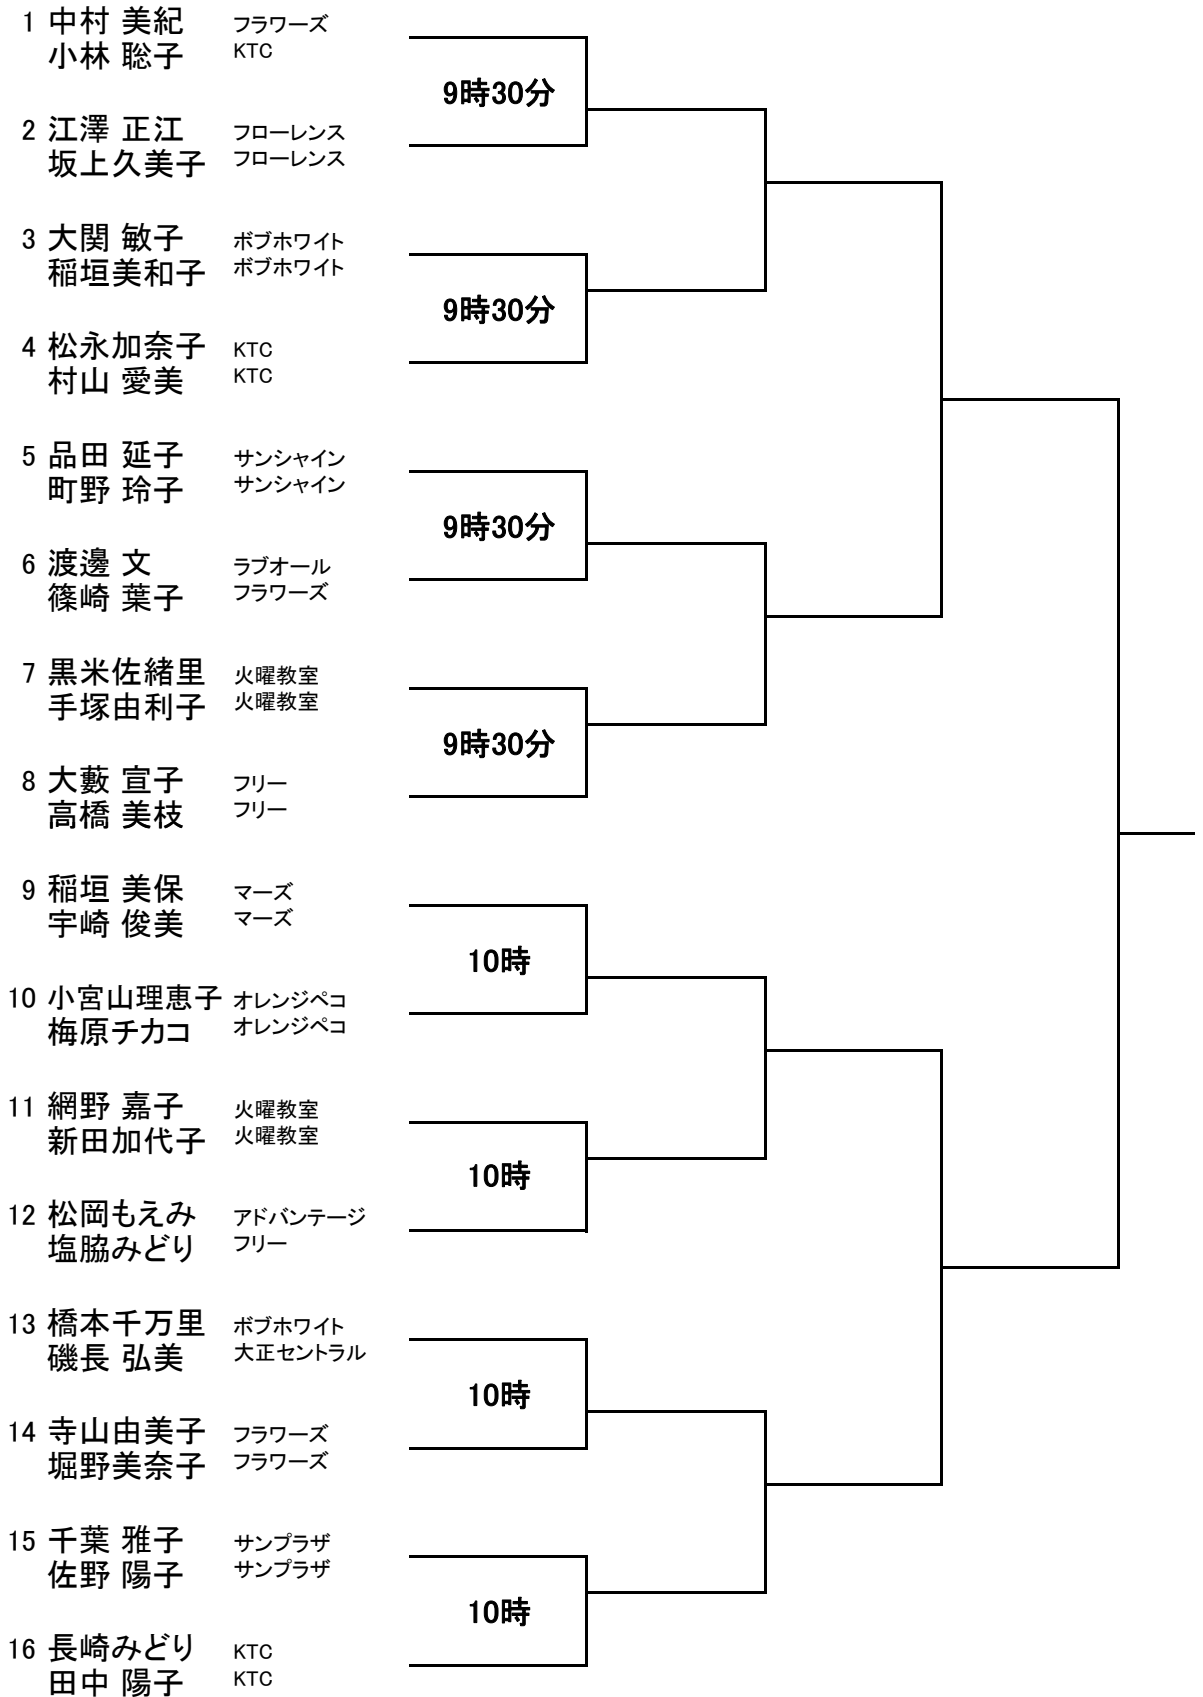 1 中村 美紀 フラワーズ
小林 聡子 KTC
9時30分
2 江澤 正江 フローレンス
坂上久美子 フローレンス
3 大関 敏子 ボブホワイト
稲垣美和子 ボブホワイト
9時30分
4 松永加奈子 KTC
村山 愛美 KTC
5 品田 延子 サンシャイン
町野 玲子 サンシャイン
9時30分
6 渡邊 文 ラブオール
篠崎 葉子 フラワーズ
7 黒米佐緒里 火曜教室
手塚由利子 火曜教室
9時30分
8 大藪 宣子 フリー
高橋 美枝 フリー
9 稲垣 美保 マーズ
宇崎 俊美 マーズ
10時
10 小宮山理恵子 オレンジペコ
梅原チカコ オレンジペコ
11 網野 嘉子 火曜教室
新田加代子 火曜教室
10時
12 松岡もえみ アドバンテージ
塩脇みどり フリー
13 橋本千万里 ボブホワイト
磯長 弘美 大正セントラル
10時
14 寺山由美子 フラワーズ
堀野美奈子 フラワーズ
15 千葉 雅子 サンプラザ
佐野 陽子 サンプラザ
10時
16 長崎みどり KTC
田中 陽子 KTC